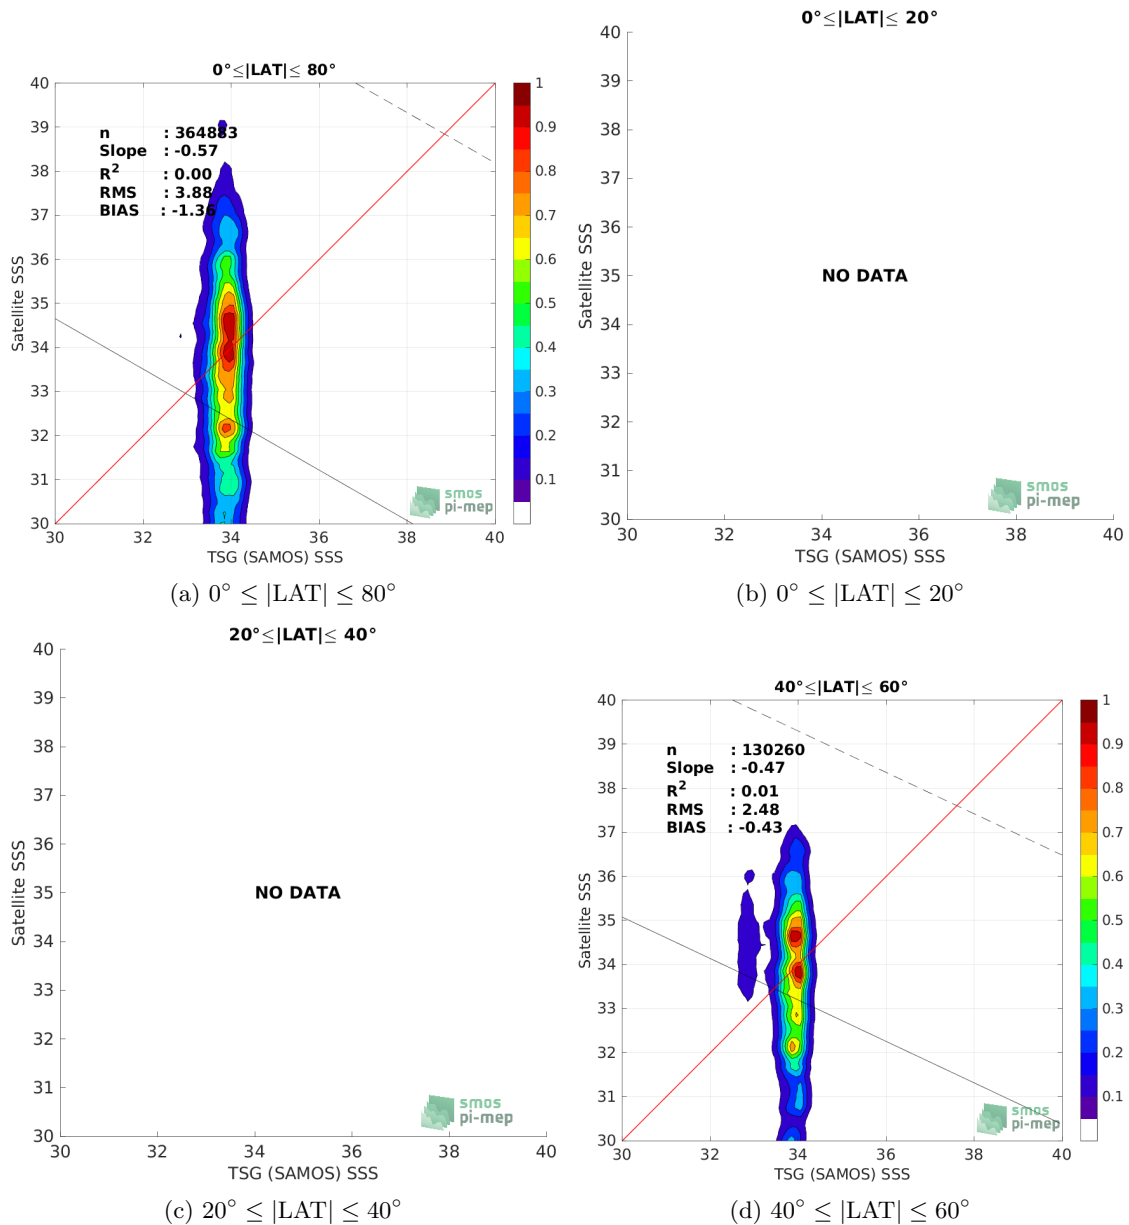 0°≤|LAT|≤ 80°
40
39
38
37
36
35
34
33
32
31
30
Satellite SSS
n : 364883
Slope : -0.57
R² : 0.00
RMS : 3.88
BIAS : -1.36
smos
pi-mep
30 32 34 36 38 40
TSG (SAMOS) SSS
1
0.9
0.8
0.7
0.6
0.5
0.4
0.3
0.2
0.1
(a) 0° ≤ |LAT| ≤ 80°
0°≤|LAT|≤ 20°
40
39
38
37
36
35
34
33
32
31
30
Satellite SSS
NO DATA
smos
pi-mep
30 32 34 36 38 40
TSG (SAMOS) SSS
(b) 0° ≤ |LAT| ≤ 20°
20°≤|LAT|≤ 40°
40
39
38
37
36
35
34
33
32
31
30
Satellite SSS
NO DATA
smos
pi-mep
30 32 34 36 38 40
TSG (SAMOS) SSS
(c) 20° ≤ |LAT| ≤ 40°
40°≤|LAT|≤ 60°
40
39
38
37
36
35
34
33
32
31
30
Satellite SSS
n : 130260
Slope : -0.47
R² : 0.01
RMS : 2.48
BIAS : -0.43
smos
pi-mep
30 32 34 36 38 40
TSG (SAMOS) SSS
1
0.9
0.8
0.7
0.6
0.5
0.4
0.3
0.2
0.1
(d) 40° ≤ |LAT| ≤ 60°